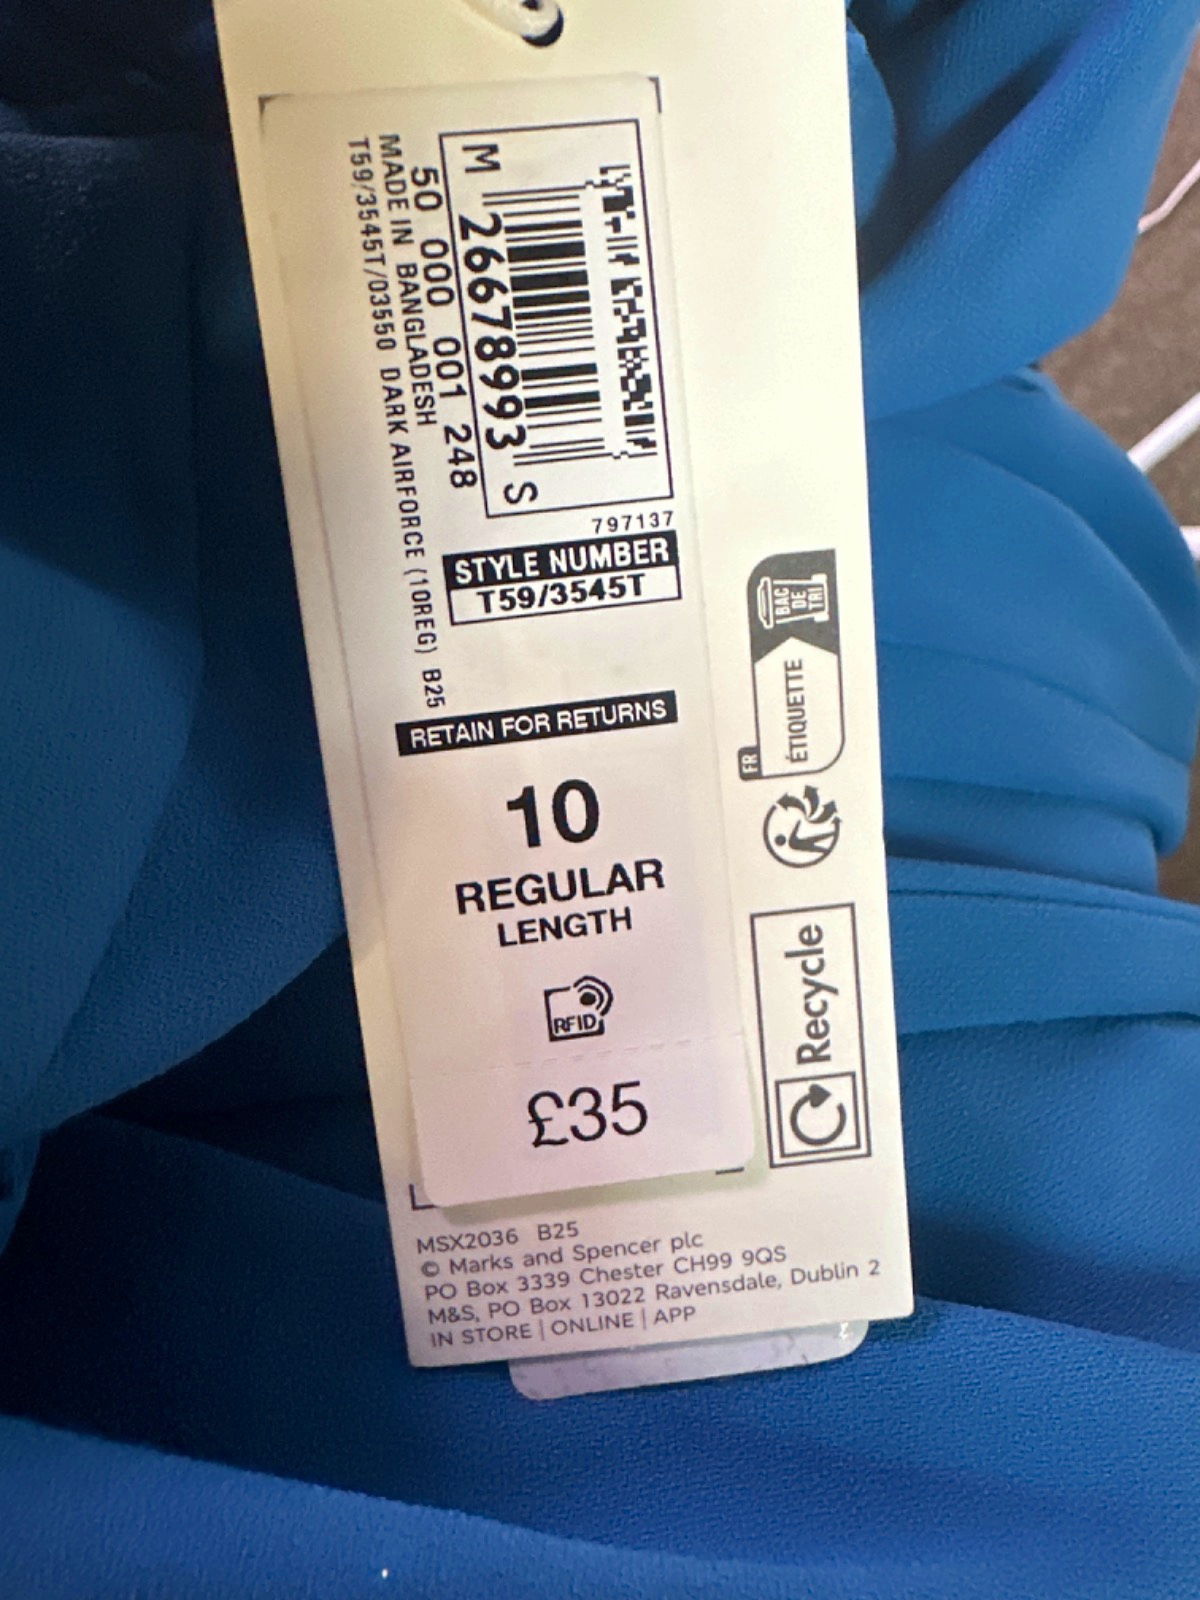 M 26678993 S
50 000 001 248
MADE IN BANGLADESH
T59/3545T/03550 DARK AIRFORCE (10REG) B25
797137
STYLE NUMBER
T59/3545T
RETAIN FOR RETURNS
10
REGULAR
LENGTH
RFID
£35
FR
ÉTIQUETTE
BAC
DE
TRI
Recycle
MSX2036 B25
© Marks and Spencer plc
PO Box 3339 Chester CH99 9QS
M&S, PO Box 13022 Ravensdale, Dublin 2
IN STORE | ONLINE | APP